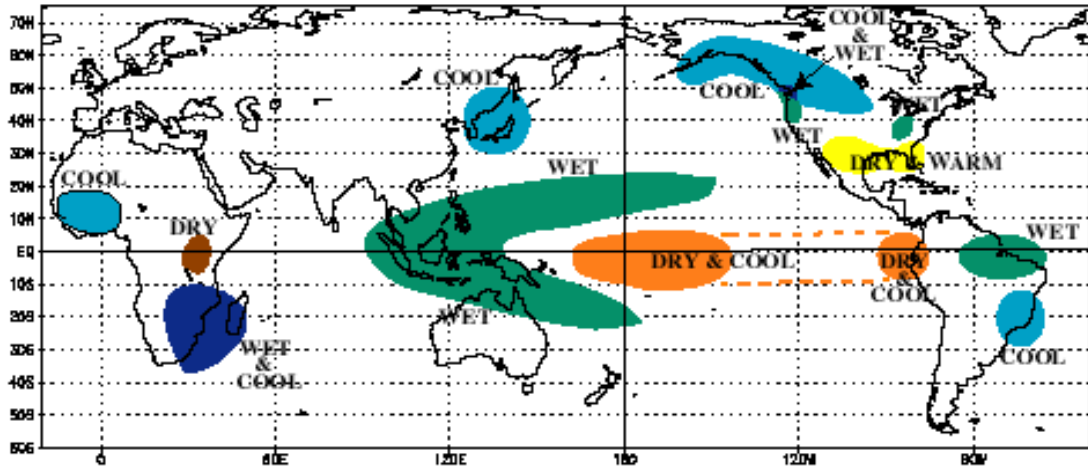 COOL
&
WET
70N
60N
50N
40N
30N
20N
10N
EQ
10S
20S
30S
40S
50S
60S
COOL
COOL
WET
WET
WET
DRY & WARM
COOL
DRY
WET
DRY & COOL
DRY
&
COOL
WET
WET
WET
&
COOL
COOL
0
60E
120E
180
120W
60W